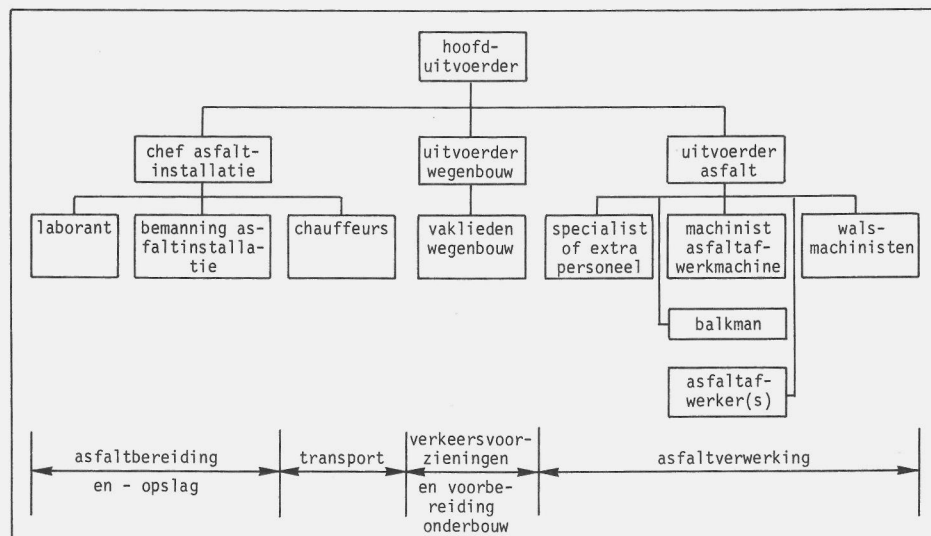 hoofd-
uitvoerder
chef asfalt-
installatie
uitvoerder
wegenbouw
uitvoerder
asfalt
laborant
bemanning as-
faltinstalla-
tie
chauffeurs
vaklieden
wegenbouw
specialist
of extra
personeel
machinist
asfaltaf-
werkmachine
wals-
machinisten
balkman
asfaltaf-
werker(s)
asfaltbereiding
en - opslag
transport
verkeersvoor-
zieningen
en voorbe-
reiding
onderbouw
asfaltverwerking